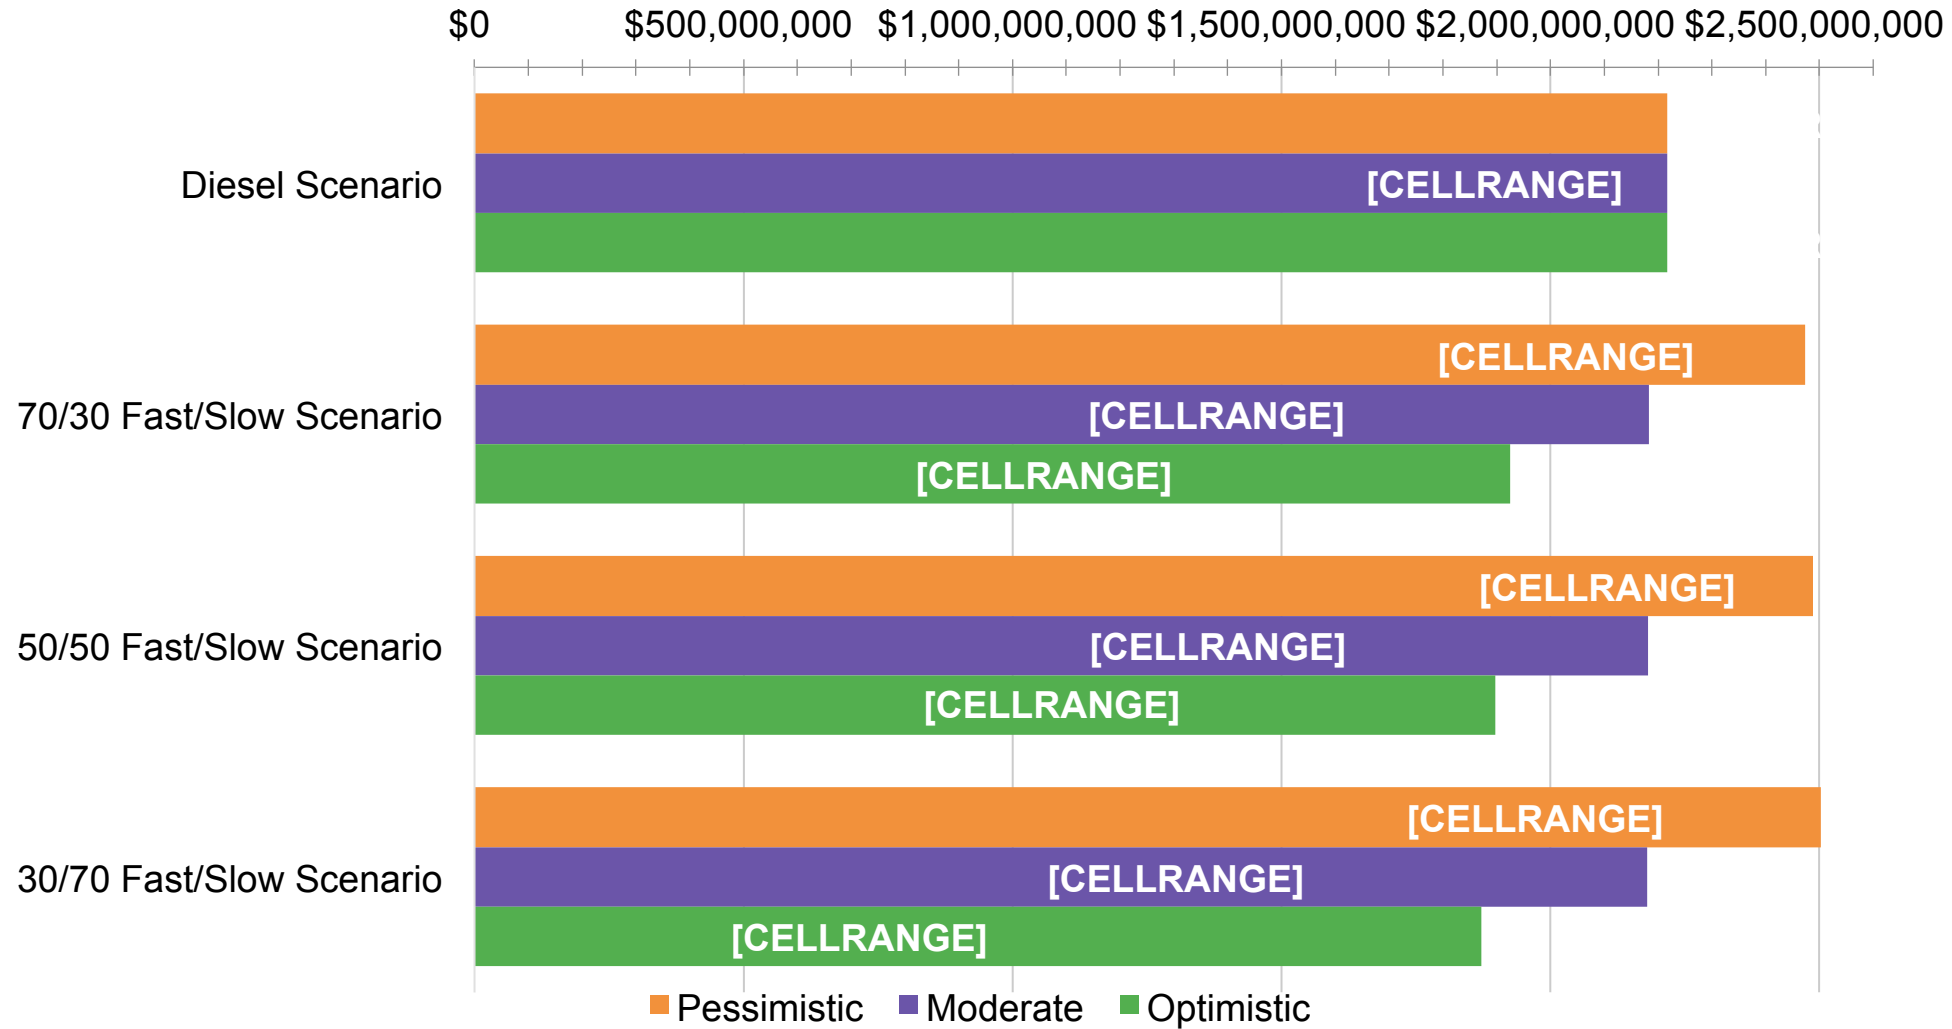 $0 $500,000,000 $1,000,000,000 $1,500,000,000 $2,000,000,000 $2,500,000,000
Diesel Scenario
[CELLRANGE]
[CELLRANGE]
70/30 Fast/Slow Scenario
[CELLRANGE]
[CELLRANGE]
[CELLRANGE]
50/50 Fast/Slow Scenario
[CELLRANGE]
[CELLRANGE]
[CELLRANGE]
30/70 Fast/Slow Scenario
[CELLRANGE]
[CELLRANGE]
Pessimistic Moderate Optimistic